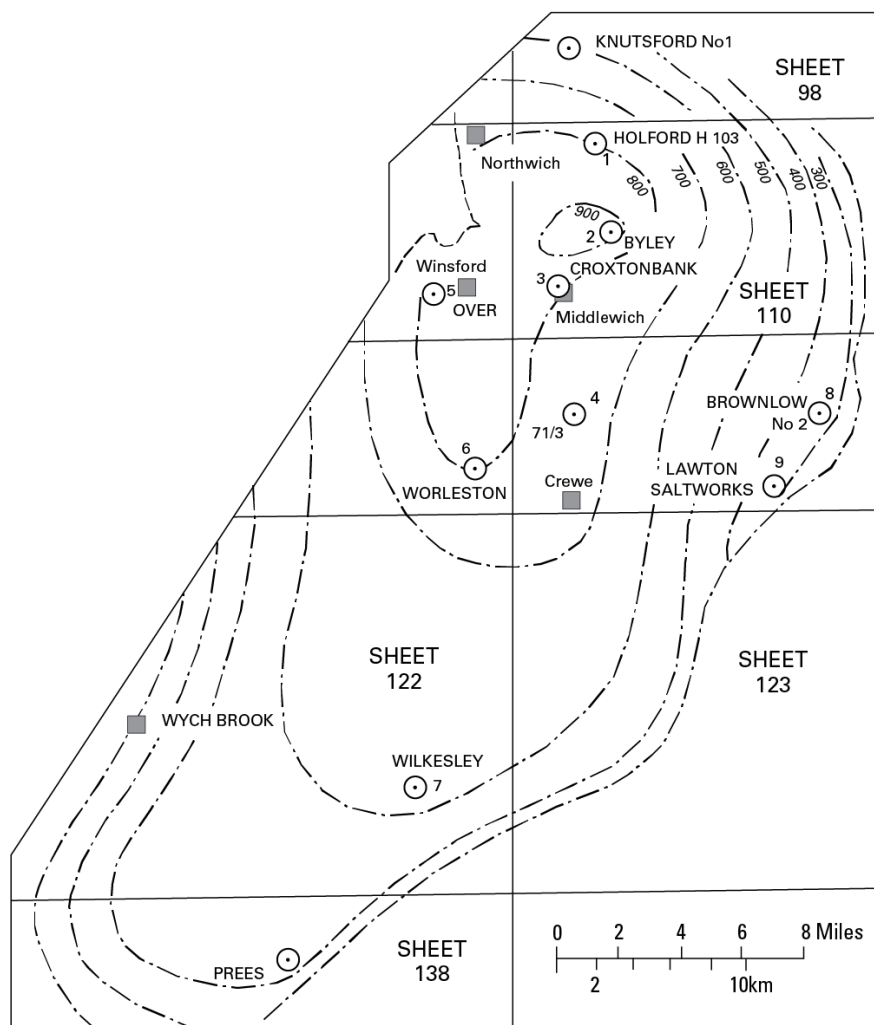 KNUTSFORD No1
SHEET
98
HOLFORD H 103
1
Northwich
800
700
600
500
400
300
900
2
BYLEY
CROXTONBANK
3
Winsford
5
OVER
Middlewich
SHEET
110
4
71/3
BROWNLOW
8
No 2
6
WORLESTON
Crewe
LAWTON
SALTWORKS
9
SHEET
122
SHEET
123
WYCH BROOK
WILKESLEY
7
PREES
SHEET
138
0 2 4 6 8 Miles
2 10km